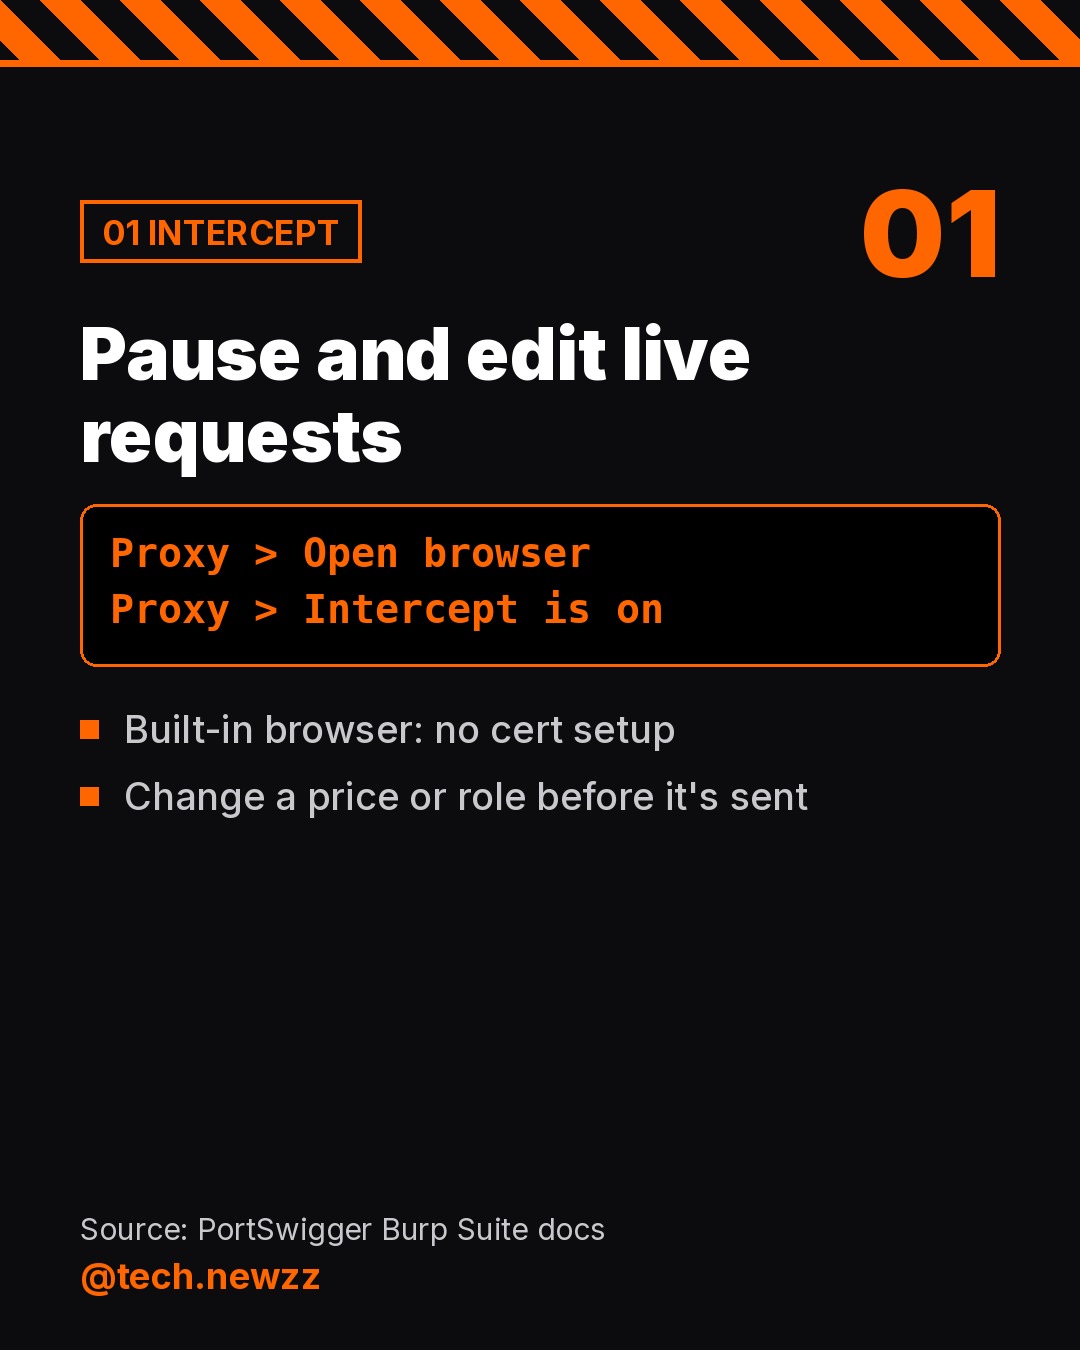 01 INTERCEPT
01
Pause and edit live
requests
Proxy > Open browser
Proxy > Intercept is on
Built-in browser: no cert setup
Change a price or role before it's sent
Source: PortSwigger Burp Suite docs
@tech.newzz